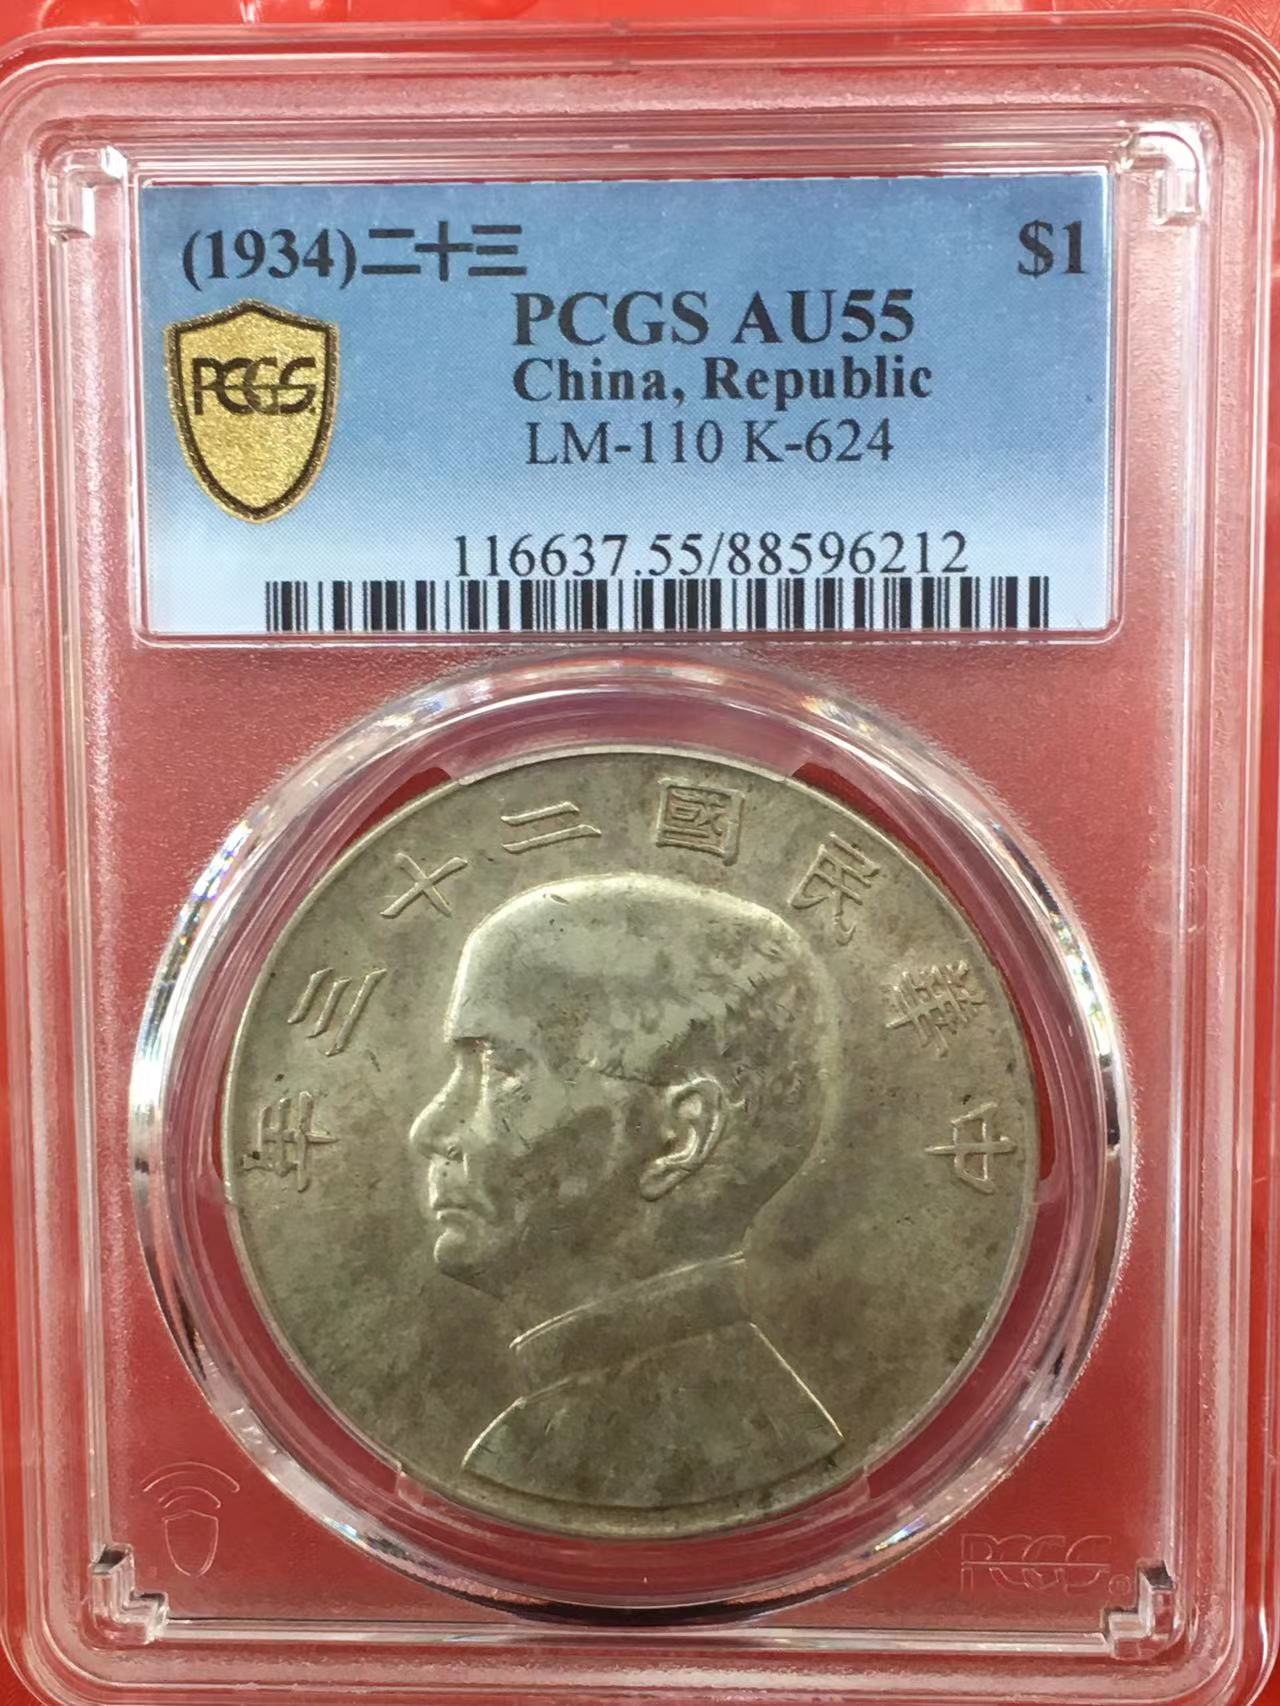 (1934)二十三 $1
PCGS AU55
China, Republic
LM-110 K-624
PCGS
116637.55/88596212
年三十二國民華中
PCGS